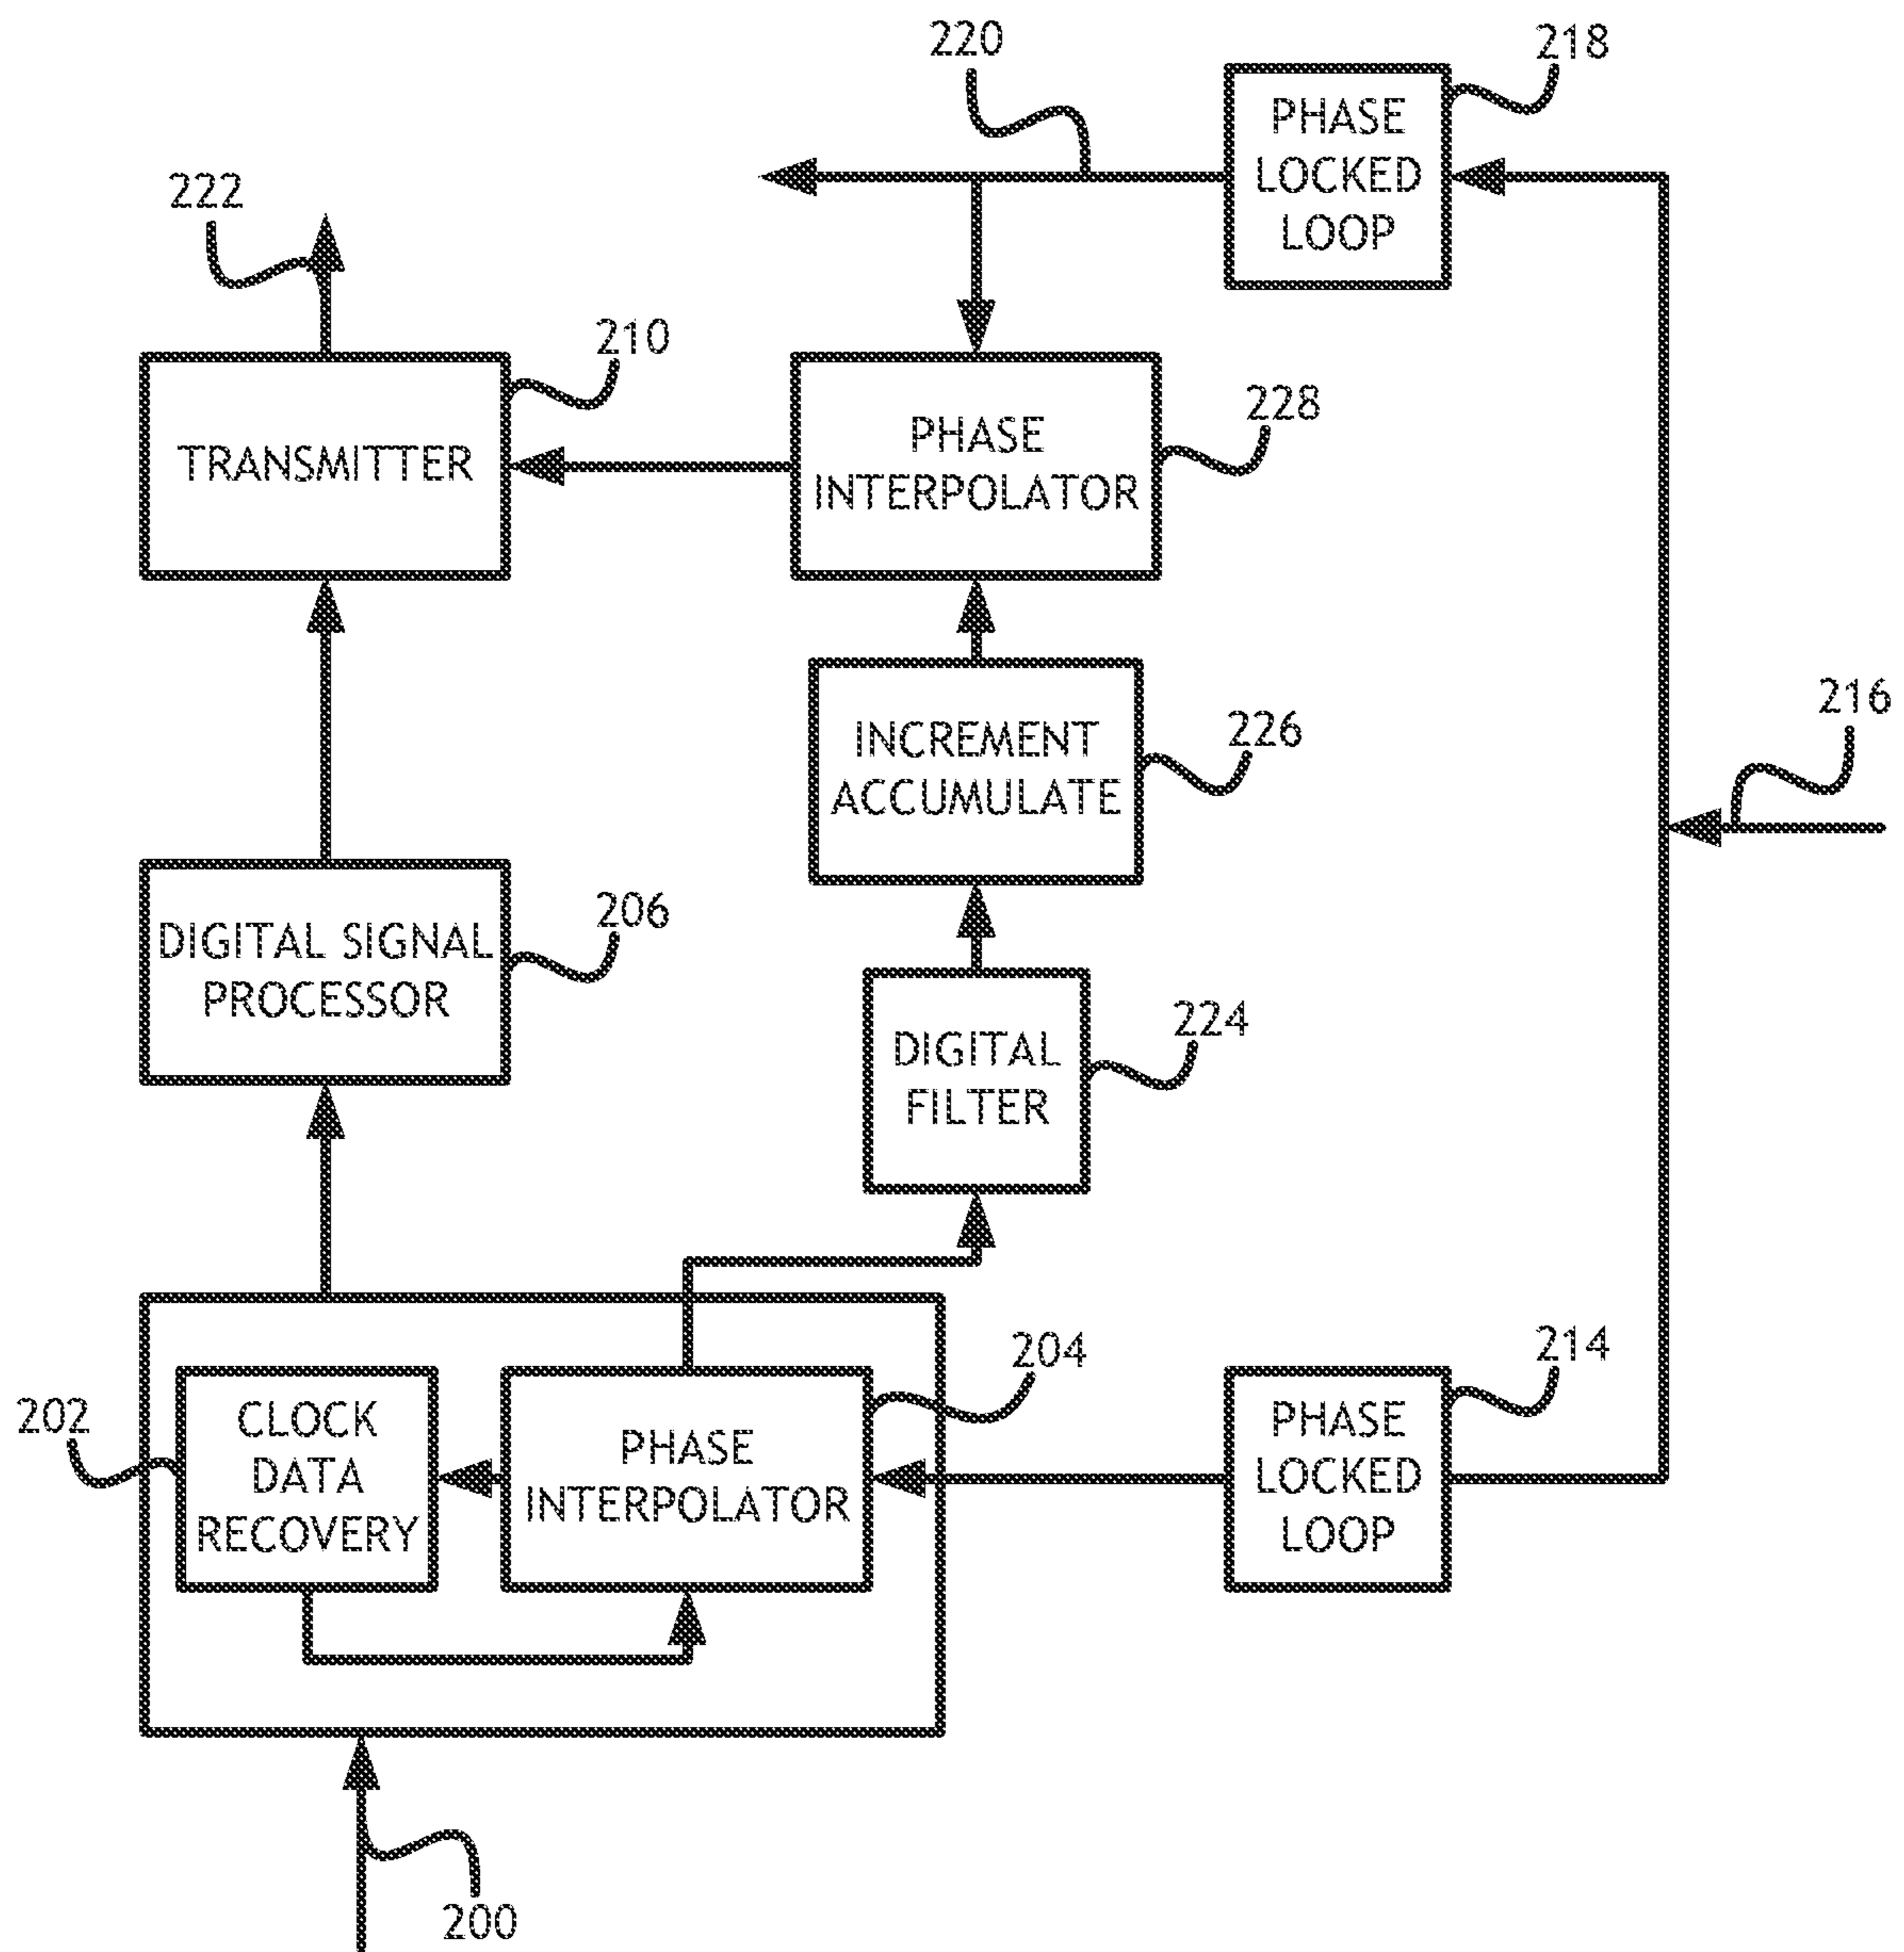 220
218
PHASE
LOCKED
LOOP
222
210
TRANSMITTER
228
PHASE
INTERPOLATOR
216
226
INCREMENT
ACCUMULATE
206
DIGITAL SIGNAL
PROCESSOR
224
DIGITAL
FILTER
204
214
202
CLOCK
DATA
RECOVERY
PHASE
INTERPOLATOR
PHASE
LOCKED
LOOP
200